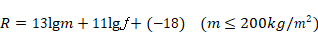 R = 13lgm + 11lgf + (−18) (m ≤ 200kg/m²)